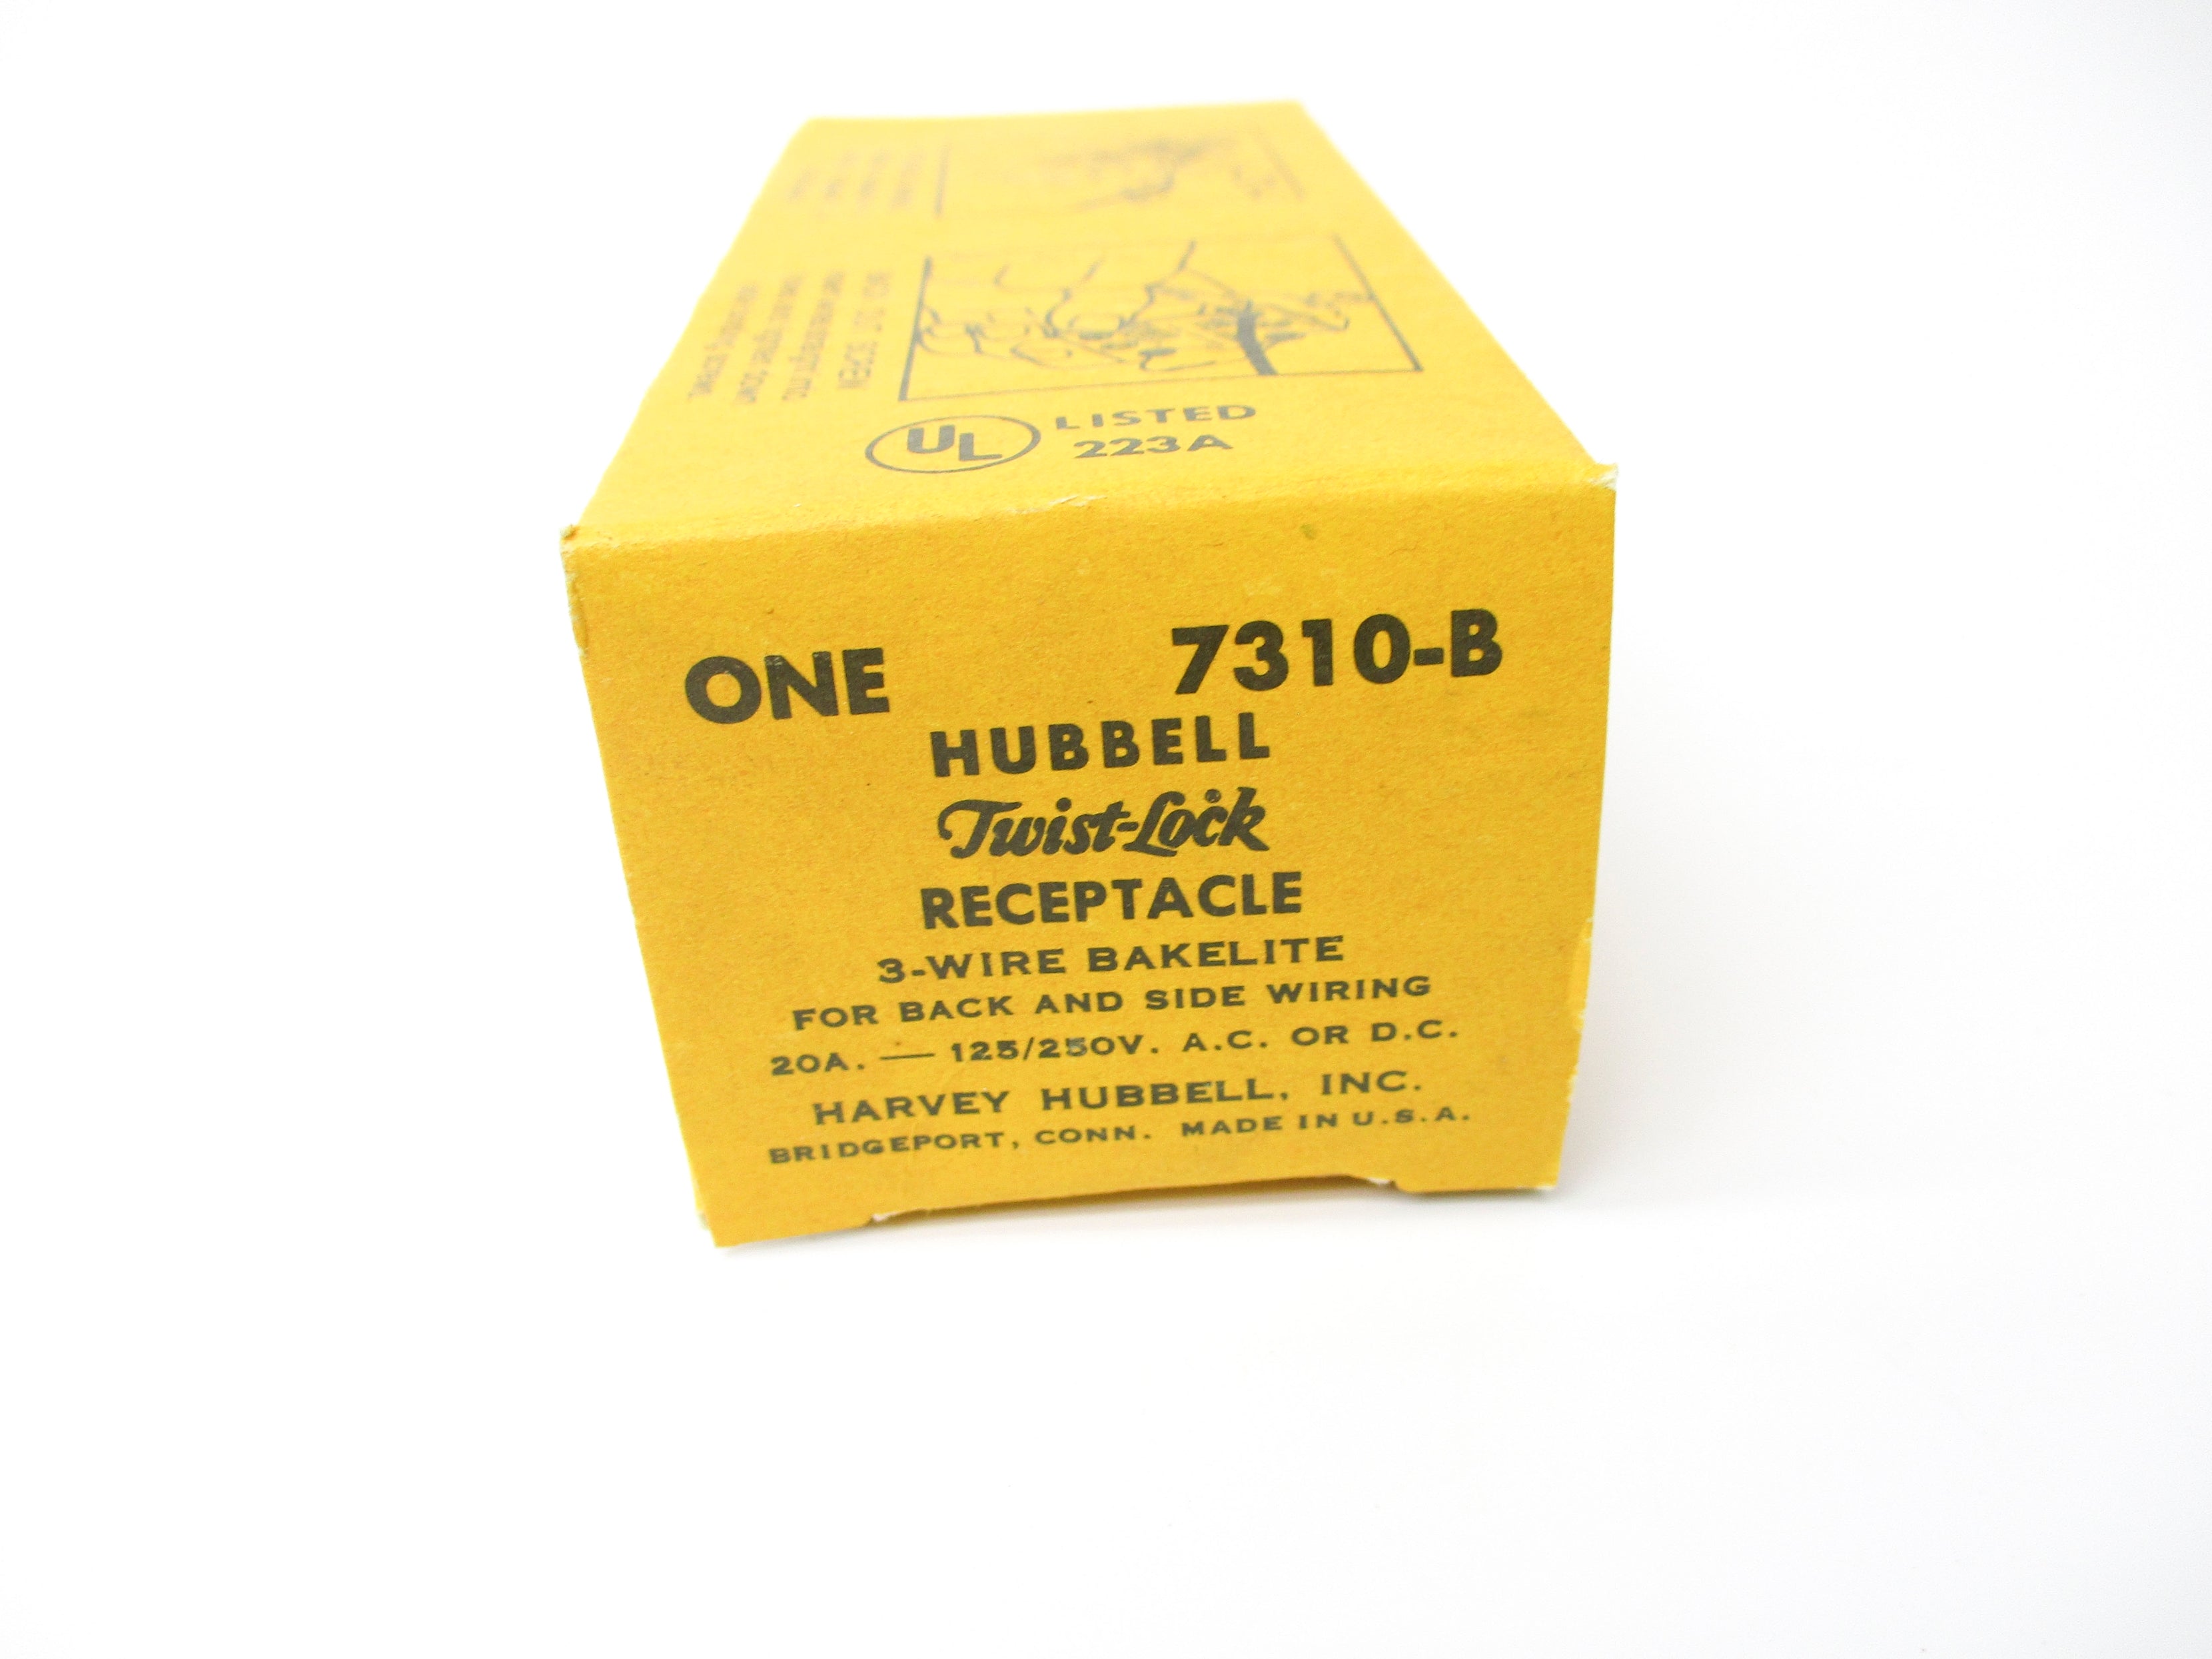 UL LISTED
223A
ONE 7310-B
HUBBELL
Twist-Lock
RECEPTACLE
3-WIRE BAKELITE
FOR BACK AND SIDE WIRING
20A. — 125/250V. A.C. OR D.C.
HARVEY HUBBELL, INC.
BRIDGEPORT, CONN. MADE IN U.S.A.